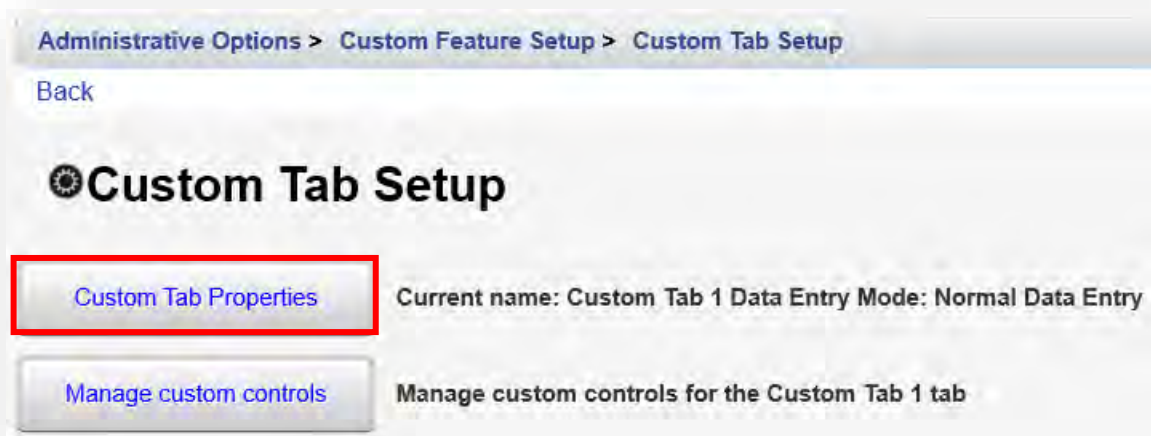 Administrative Options > Custom Feature Setup > Custom Tab Setup
Back
Custom Tab Setup
Custom Tab Properties Current name: Custom Tab 1 Data Entry Mode: Normal Data Entry
Manage custom controls Manage custom controls for the Custom Tab 1 tab